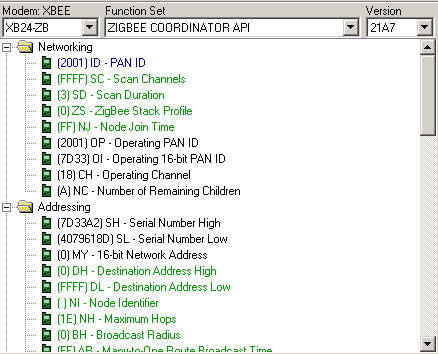 Modem: XBEE Function Set Version
XB24-ZB ZIGBEE COORDINATOR API 21A7
Networking
(2001) ID - PAN ID
(FFFF) SC - Scan Channels
(3) SD - Scan Duration
(0) ZS - ZigBee Stack Profile
(FF) NJ - Node Join Time
(2001) OP - Operating PAN ID
(7D33) OI - Operating 16-bit PAN ID
(18) CH - Operating Channel
(A) NC - Number of Remaining Children
Addressing
(7D33A2) SH - Serial Number High
(4079618D) SL - Serial Number Low
(0) MY - 16-bit Network Address
(0) DH - Destination Address High
(FFFF) DL - Destination Address Low
( ) NI - Node Identifier
(1E) NH - Maximum Hops
(0) BH - Broadcast Radius
(FF) AR - Many-to-One Route Broadcast Time